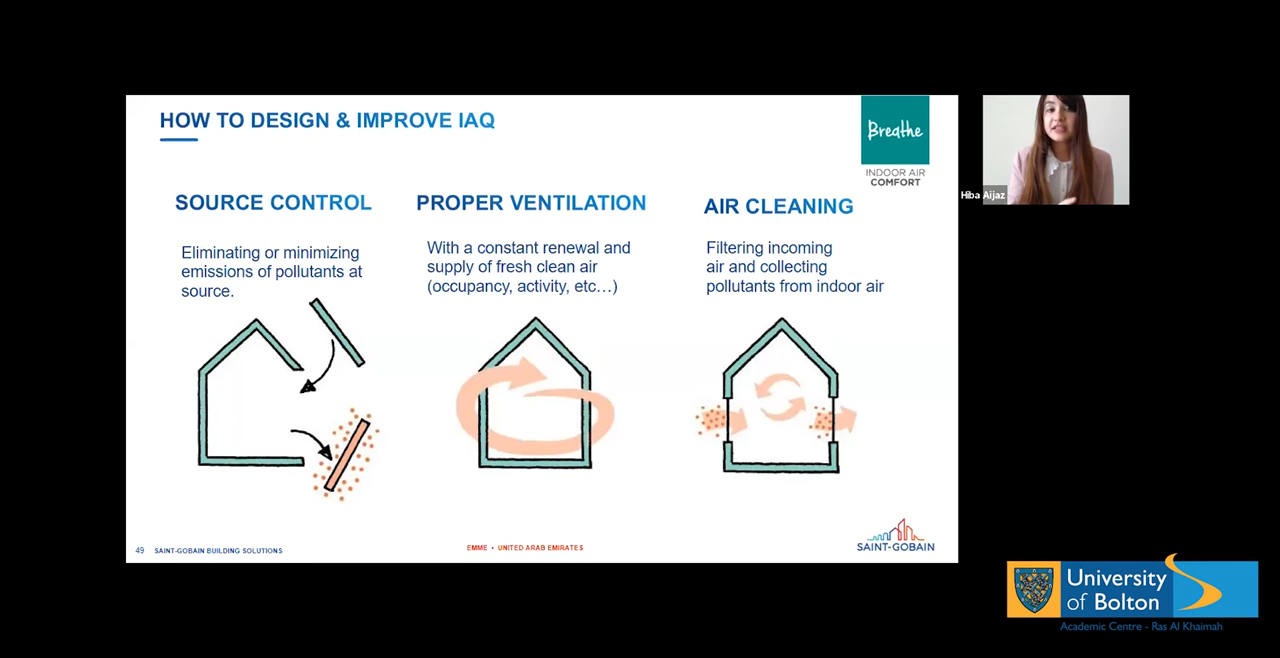 HOW TO DESIGN & IMPROVE IAQ
Breathe
INDOOR AIR
COMFORT
Hiba Aijaz
SOURCE CONTROL
Eliminating or minimizing
emissions of pollutants at
source.
PROPER VENTILATION
With a constant renewal and
supply of fresh clean air
(occupancy, activity, etc…)
AIR CLEANING
Filtering incoming
air and collecting
pollutants from indoor air
49 SAINT-GOBAIN BUILDING SOLUTIONS
EMME • UNITED ARAB EMIRATES
SAINT-GOBAIN
University
of Bolton
Academic Centre - Ras Al Khaimah